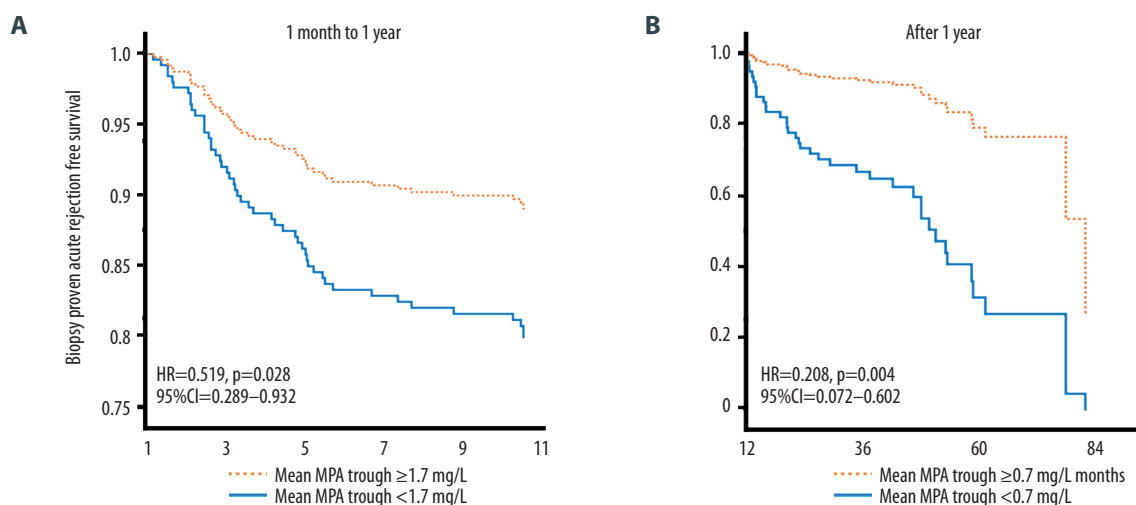 A
1 month to 1 year
Biopsy proven acute rejection free survival
1.0
0.95
0.9
0.85
0.8
0.75
HR=0.519, p=0.028
95%CI=0.289–0.932
1 3 5 7 9 11
Mean MPA trough ≥1.7 mg/L
Mean MPA trough <1.7 mg/L
B
After 1 year
1.0
0.8
0.6
0.4
0.2
0
HR=0.208, p=0.004
95%CI=0.072–0.602
12 36 60 84
Mean MPA trough ≥0.7 mg/L months
Mean MPA trough <0.7 mg/L